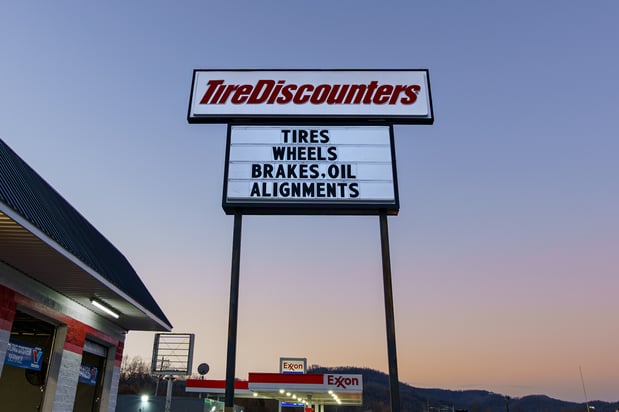 TireDiscounters
TIRES
WHEELS
BRAKES,OIL
ALIGNMENTS
Exxon
Exxon